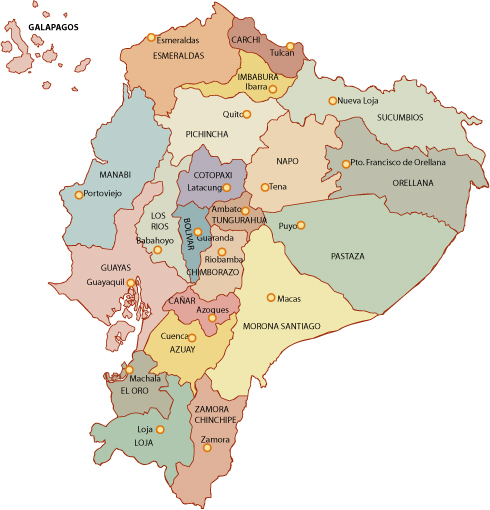 GALAPAGOS
Esmeraldas
ESMERALDAS
CARCHI
Tulcan
IMBABURA
Ibarra
Nueva Loja
SUCUMBIOS
Quito
PICHINCHA
NAPO
Pto. Francisco de Orellana
ORELLANA
MANABI
Portoviejo
COTOPAXI
Latacung
Tena
LOS
RIOS
Babahoyo
BOLIVAR
Guaranda
Ambato
TUNGURAHUA
Puyo
PASTAZA
Riobamba
CHIMBORAZO
GUAYAS
Guayaquil
CAÑAR
Azoques
Macas
MORONA SANTIAGO
Cuenca
AZUAY
Machala
EL ORO
ZAMORA
CHINCHIPE
Zamora
Loja
LOJA